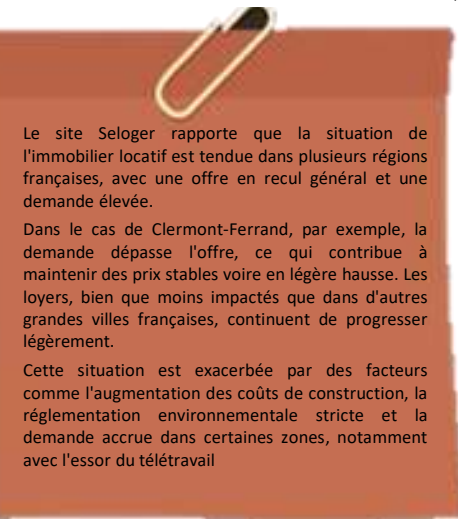 Le site Seloger rapporte que la situation de
l'immobilier locatif est tendue dans plusieurs régions
françaises, avec une offre en recul général et une
demande élevée.
Dans le cas de Clermont-Ferrand, par exemple, la
demande dépasse l'offre, ce qui contribue à
maintenir des prix stables voire en légère hausse. Les
loyers, bien que moins impactés que dans d'autres
grandes villes françaises, continuent de progresser
légèrement.
Cette situation est exacerbée par des facteurs
comme l'augmentation des coûts de construction, la
réglementation environnementale stricte et la
demande accrue dans certaines zones, notamment
avec l'essor du télétravail